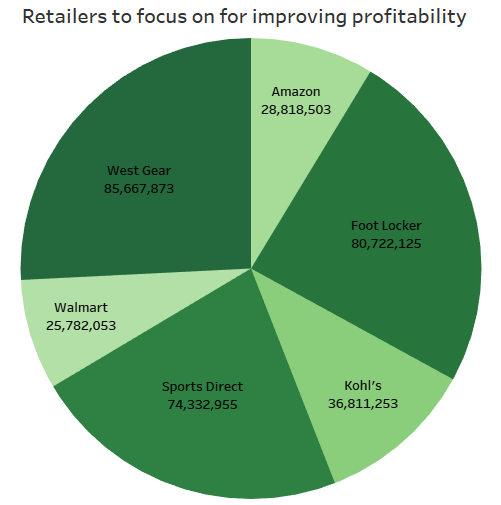 Retailers to focus on for improving profitability
Amazon
28,818,503
West Gear
85,667,873
Foot Locker
80,722,125
Walmart
25,782,053
Kohl's
36,811,253
Sports Direct
74,332,955